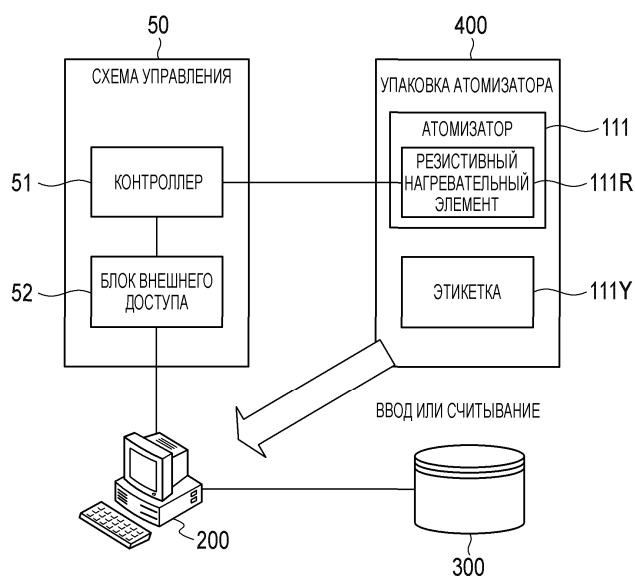 50
400
СХЕМА УПРАВЛЕНИЯ
УПАКОВКА АТОМИЗАТОРА
АТОМИЗАТОР
111
51
КОНТРОЛЛЕР
РЕЗИСТИВНЫЙ
НАГРЕВАТЕЛЬНЫЙ
ЭЛЕМЕНТ
111R
52
БЛОК ВНЕШНЕГО
ДОСТУПА
ЭТИКЕТКА
111Y
ВВОД ИЛИ СЧИТЫВАНИЕ
200
300